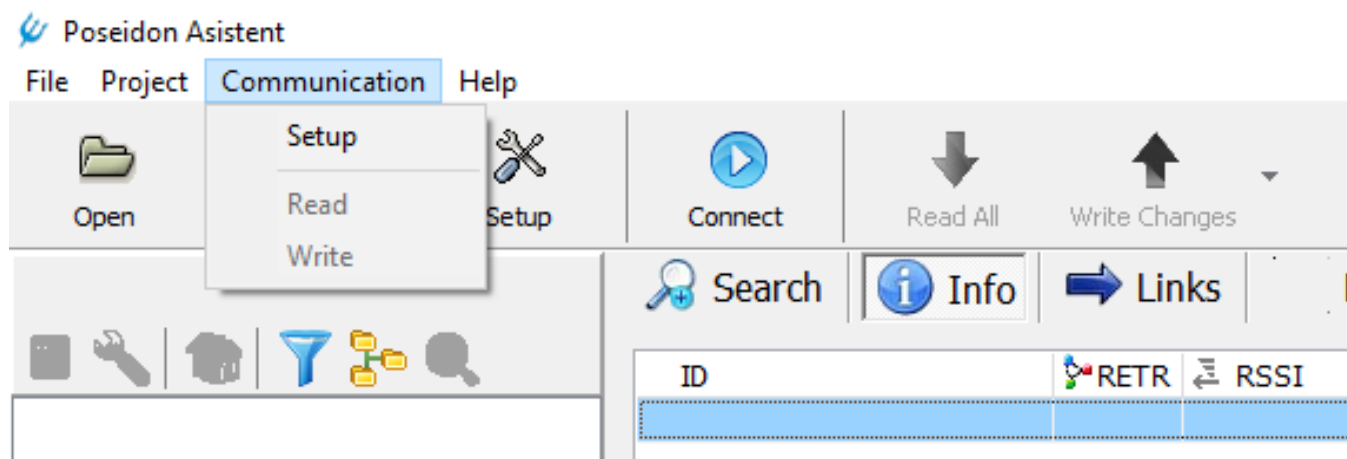 Poseidon Asistent
File Project Communication Help
Setup
Read
Write
Open
Setup
Connect
Read All
Write Changes
Search
Info
Links
ID
RETR
RSSI